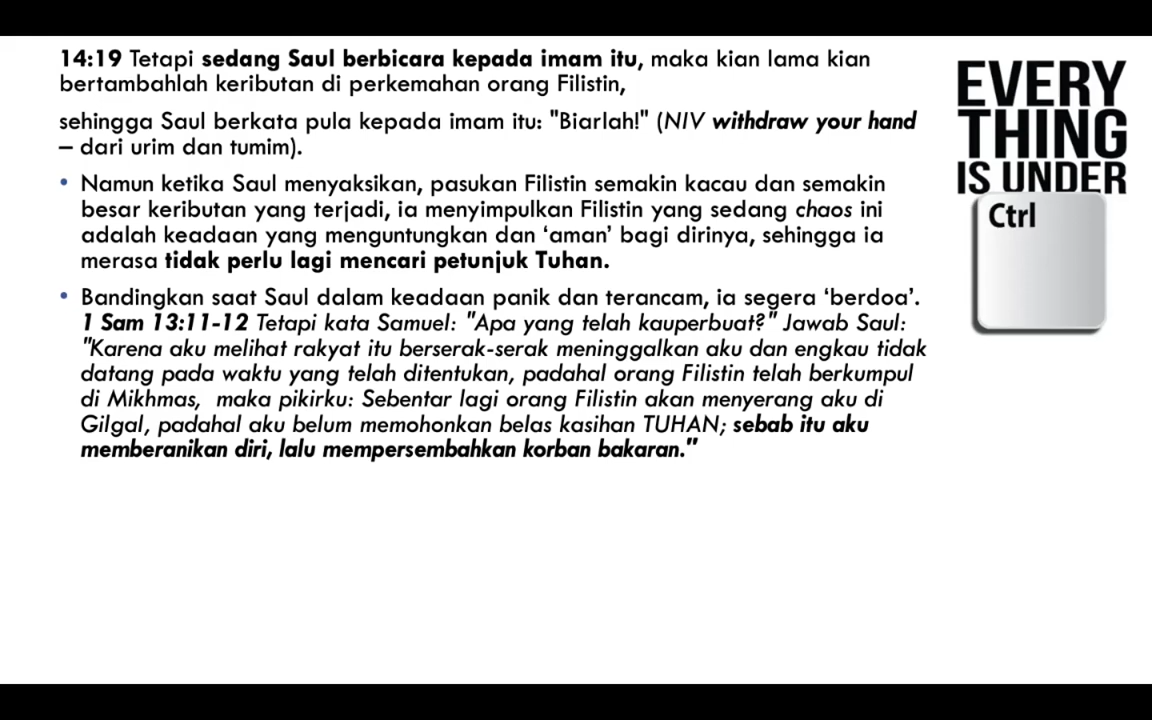 14:19 Tetapi sedang Saul berbicara kepada imam itu, maka kian lama kian
bertambahlah keributan di perkemahan orang Filistin,
sehingga Saul berkata pula kepada imam itu: "Biarlah!" (NIV withdraw your hand
– dari urim dan tumim).
• Namun ketika Saul menyaksikan, pasukan Filistin semakin kacau dan semakin
besar keributan yang terjadi, ia menyimpulkan Filistin yang sedang chaos ini
adalah keadaan yang menguntungkan dan ‘aman’ bagi dirinya, sehingga ia
merasa tidak perlu lagi mencari petunjuk Tuhan.
• Bandingkan saat Saul dalam keadaan panik dan terancam, ia segera ‘berdoa’.
1 Sam 13:11-12 Tetapi kata Samuel: "Apa yang telah kauperbuat?" Jawab Saul:
"Karena aku melihat rakyat itu berserak-serak meninggalkan aku dan engkau tidak
datang pada waktu yang telah ditentukan, padahal orang Filistin telah berkumpul
di Mikhmas, maka pikirku: Sebentar lagi orang Filistin akan menyerang aku di
Gilgal, padahal aku belum memohonkan belas kasihan TUHAN; sebab itu aku
memberanikan diri, lalu mempersembahkan korban bakaran."
EVERY
THING
IS UNDER
Ctrl